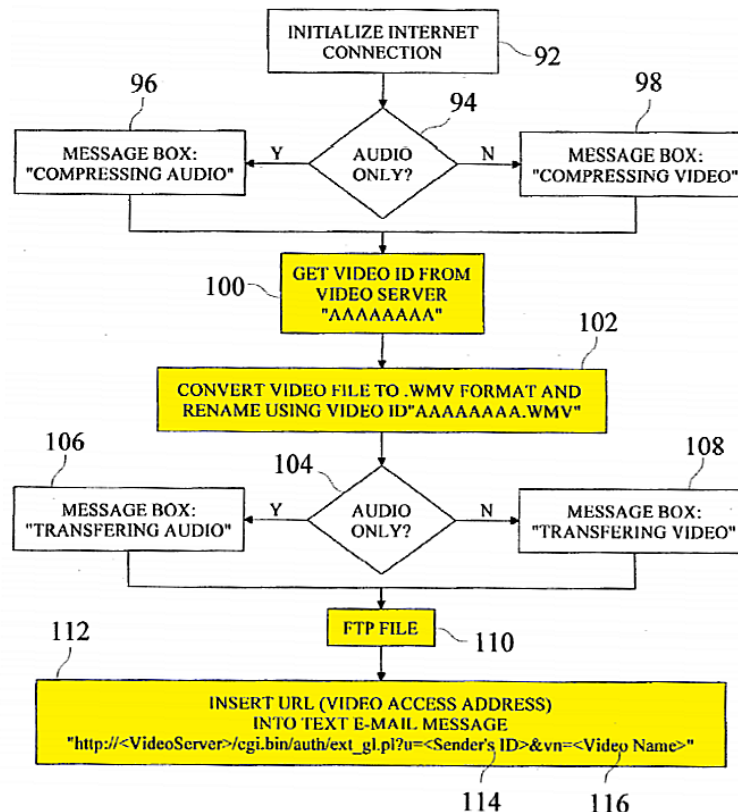 INITIALIZE INTERNET
CONNECTION
92
96
94
98
MESSAGE BOX:
"COMPRESSING AUDIO"
Y
AUDIO
ONLY?
N
MESSAGE BOX:
"COMPRESSING VIDEO"
100
GET VIDEO ID FROM
VIDEO SERVER
"AAAAAAAA"
102
CONVERT VIDEO FILE TO .WMV FORMAT AND
RENAME USING VIDEO ID"AAAAAAAA.WMV"
106
104
108
MESSAGE BOX:
"TRANSFERING AUDIO"
Y
AUDIO
ONLY?
N
MESSAGE BOX:
"TRANSFERING VIDEO"
FTP FILE
110
112
INSERT URL (VIDEO ACCESS ADDRESS)
INTO TEXT E-MAIL MESSAGE
"http://<VideoServer>/cgi.bin/auth/ext_gl.pl?u=<Sender's ID>&vn=<Video Name>"
114
116